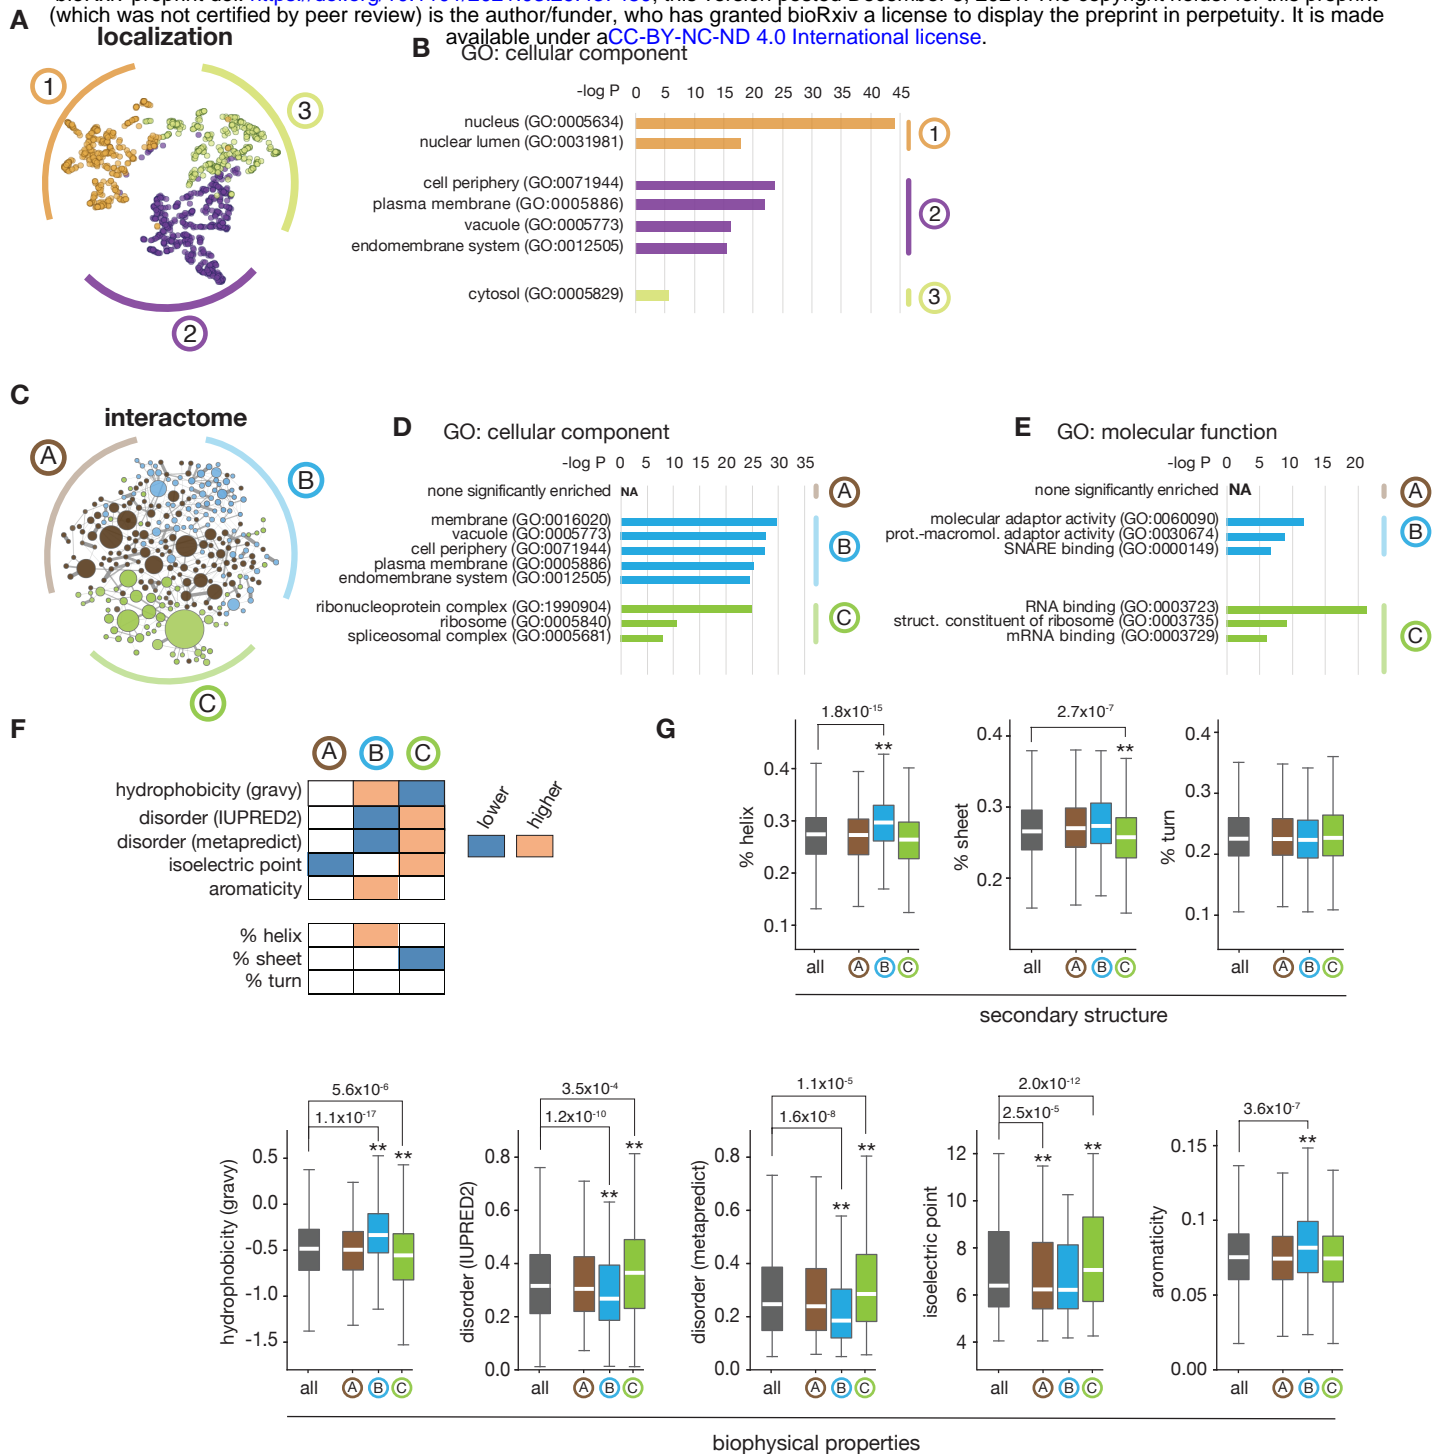 (which was not certified by peer review) is the author/funder, who has granted bioRxiv a license to display the preprint in perpetuity. It is made
available under aCC-BY-NC-ND 4.0 International license.
A
localization
1
3
2
B
GO: cellular component
-log P 0 5 10 15 20 25 30 35 40 45
nucleus (GO:0005634)
nuclear lumen (GO:0031981)
1
cell periphery (GO:0071944)
plasma membrane (GO:0005886)
vacuole (GO:0005773)
endomembrane system (GO:0012505)
2
cytosol (GO:0005829)
3
C
interactome
A
B
C
D
GO: cellular component
-log P 0 5 10 15 20 25 30 35
none significantly enriched NA
A
membrane (GO:0016020)
vacuole (GO:0005773)
cell periphery (GO:0071944)
plasma membrane (GO:0005886)
endomembrane system (GO:0012505)
B
ribonucleoprotein complex (GO:1990904)
ribosome (GO:0005840)
spliceosomal complex (GO:0005681)
C
E
GO: molecular function
-log P 0 5 10 15 20
none significantly enriched NA
A
molecular adaptor activity (GO:0060090)
prot.-macromol. adaptor activity (GO:0030674)
SNARE binding (GO:0000149)
B
RNA binding (GO:0003723)
struct. constituent of ribosome (GO:0003735)
mRNA binding (GO:0003729)
C
F
A B C
hydrophobicity (gravy)
disorder (IUPRED2)
disorder (metapredict)
isoelectric point
aromaticity
% helix
% sheet
% turn
lower
higher
G
1.8x10-15
**
% helix
0.4
0.3
0.2
0.1
all A B C
2.7x10-7
**
% sheet
0.4
0.3
0.2
all A B C
% turn
0.4
0.3
0.2
0.1
all A B C
secondary structure
5.6x10-6
1.1x10-17
** **
hydrophobicity (gravy)
0.5
0.0
-0.5
-1.0
-1.5
all A B C
3.5x10-4
1.2x10-10
** **
disorder (IUPRED2)
0.8
0.6
0.4
0.2
0.0
all A B C
1.1x10-5
1.6x10-8
** **
disorder (metapredict)
0.8
0.6
0.4
0.2
0.0
all A B C
2.0x10-12
2.5x10-5
** **
isoelectric point
12
10
8
6
4
all A B C
3.6x10-7
**
aromaticity
0.15
0.1
0.05
0.00
all A B C
biophysical properties